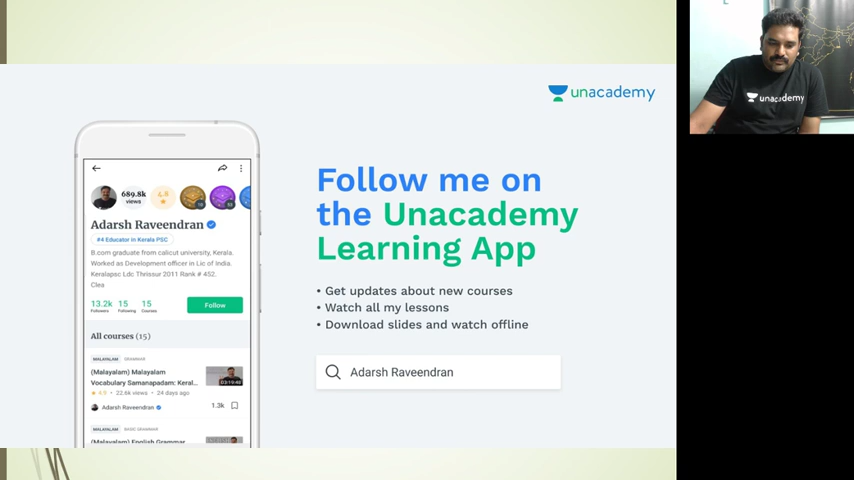 unacademy
Follow me on
the Unacademy
Learning App
• Get updates about new courses
• Watch all my lessons
• Download slides and watch offline
Adarsh Raveendran
689.8k
views
4.8
Adarsh Raveendran
#4 Educator in Kerala PSC
B.com graduate from calicut university, Kerala.
Worked as Development officer in Lic of India.
Keralapsc Ldc Thrissur 2011 Rank # 452.
Clea
13.2k 15 15
Followers Following Courses
Follow
All courses (15)
MALAYALAM GRAMMAR
(Malayalam) Malayalam
Vocabulary Samanapadam: Keral...
4.9 • 22.6k views • 24 days ago
Adarsh Raveendran
1.3k
MALAYALAM BASIC GRAMMAR
(Malayalam) English Grammar
unacademy